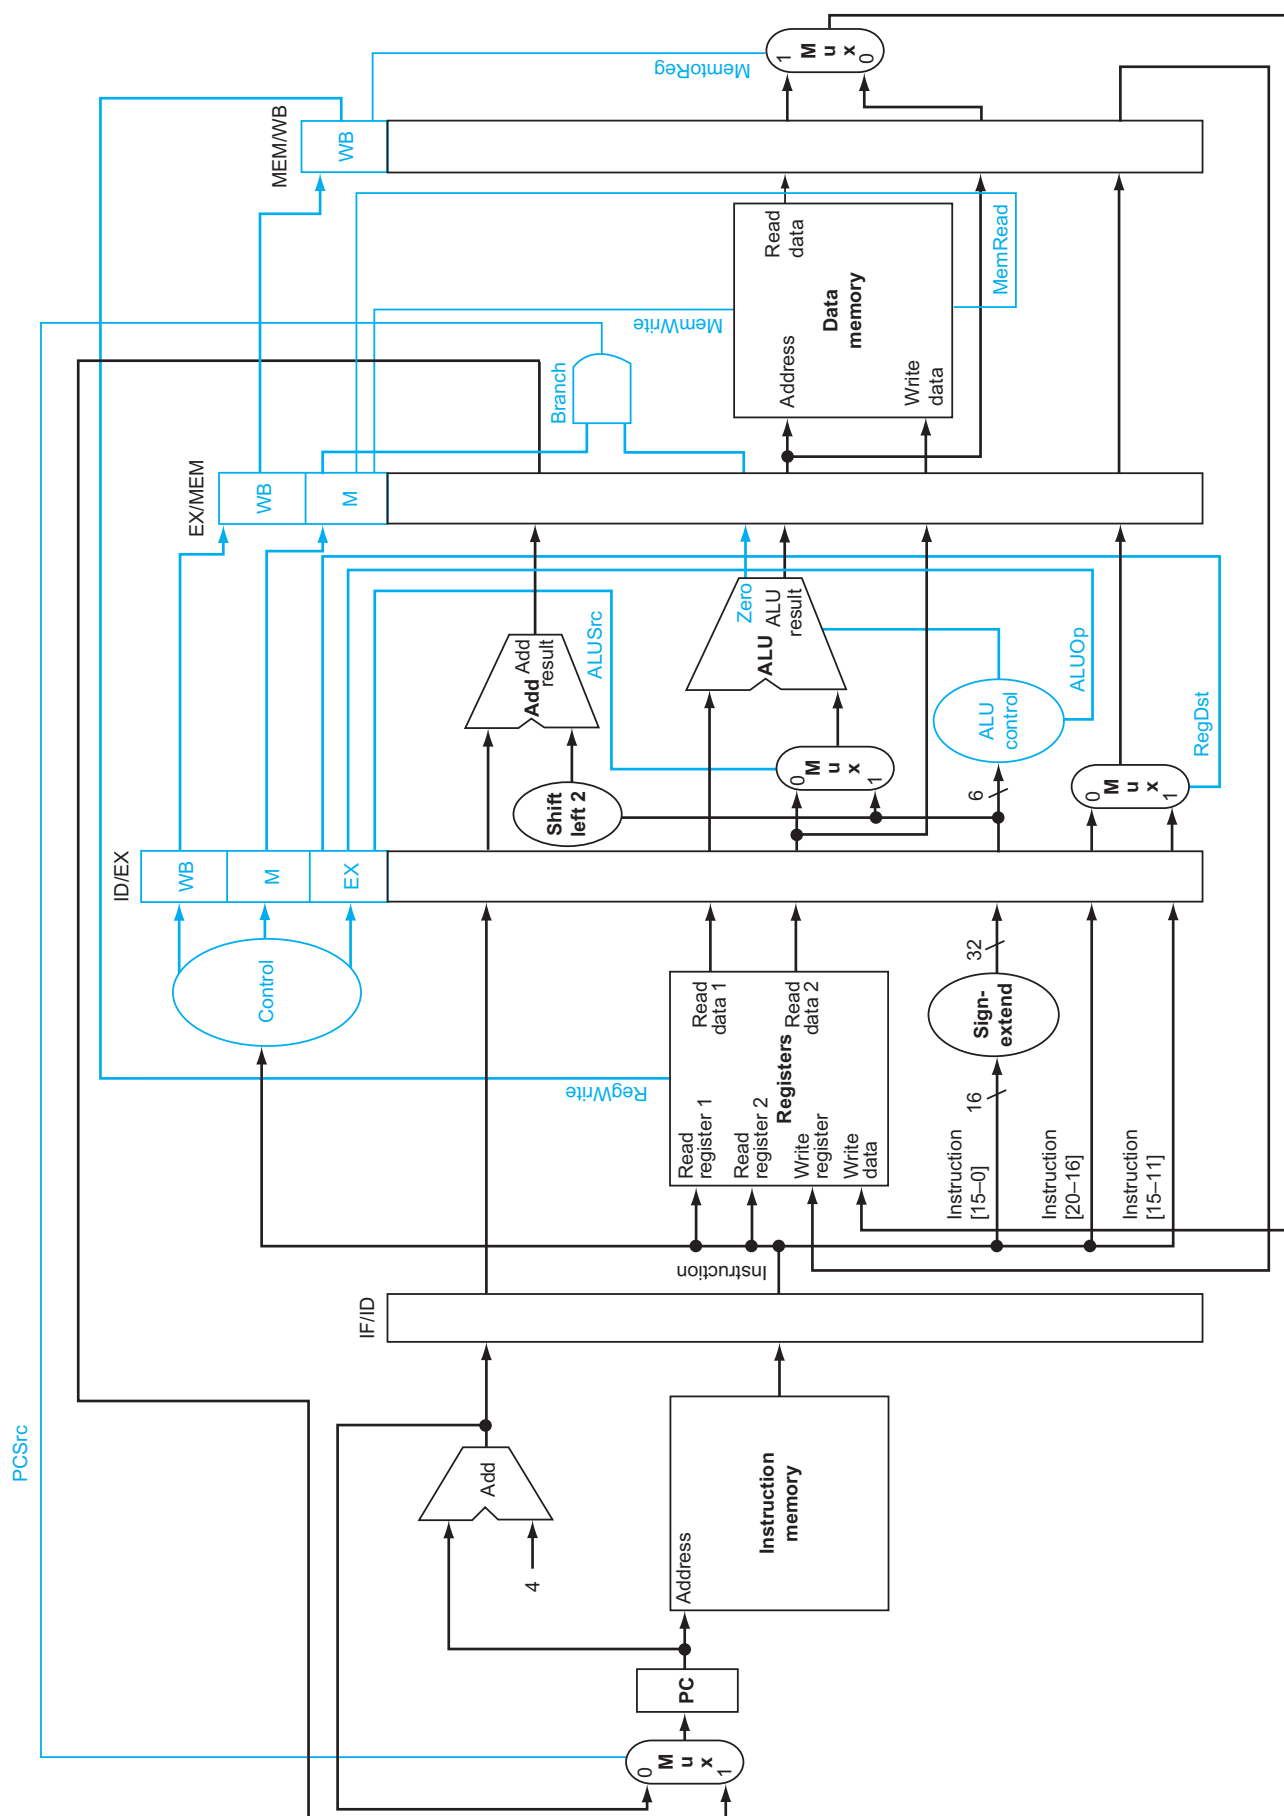 PCSrc
ID/EX
WB
EX/MEM
Control
M
WB
MEM/WB
EX
M
WB
IF/ID
Add
4
Add
Add
result
Shift
left 2
ALUSrc
Branch
RegWrite
MemWrite
MemtoReg
0
M
u
x
1
PC
Address
Instruction
memory
Instruction
Read
register 1
Read
register 2
Registers
Write
register
Write
data
Read
data 1
Read
data 2
0
M
u
x
1
Zero
ALU
ALU
result
Address
Data
memory
Write
data
Read
data
1
M
u
x
0
Instruction
[15–0]
16
Sign-
extend
32
6
ALU
control
MemRead
Instruction
[20–16]
Instruction
[15–11]
0
M
u
x
1
ALUOp
RegDst